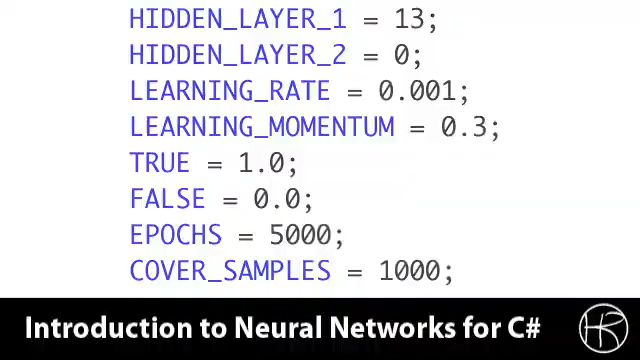 HIDDEN_LAYER_1 = 13;
HIDDEN_LAYER_2 = 0;
LEARNING_RATE = 0.001;
LEARNING_MOMENTUM = 0.3;
TRUE = 1.0;
FALSE = 0.0;
EPOCHS = 5000;
COVER_SAMPLES = 1000;
Introduction to Neural Networks for C#